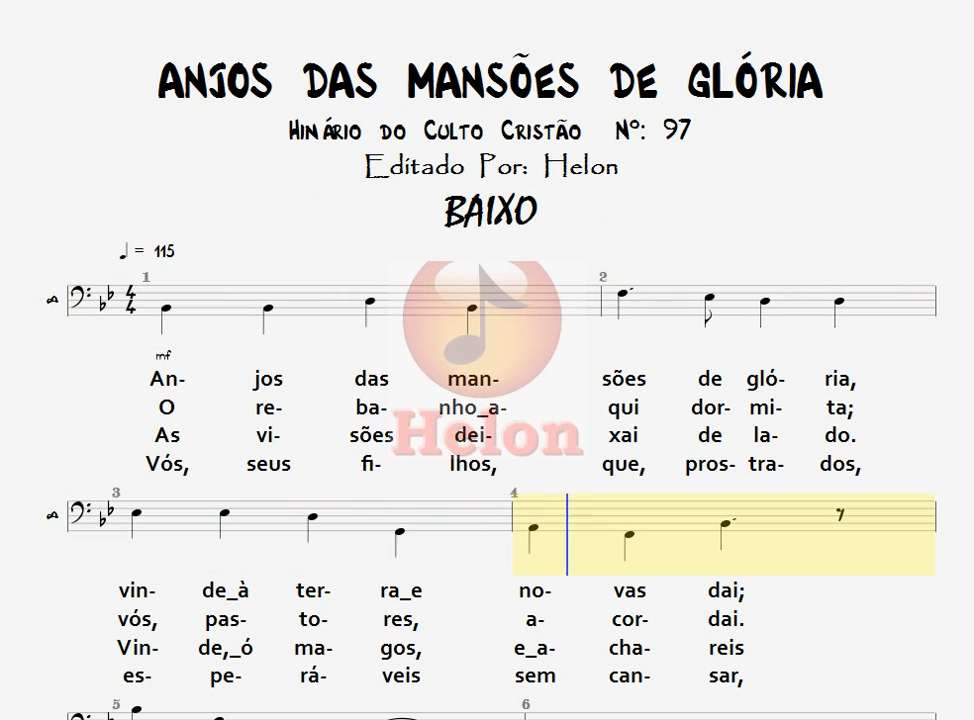 ANJOS DAS MANSÕES DE GLÓRIA
HINÁRIO DO CULTO CRISTÃO Nº: 97
Editado Por: Helon
BAIXO
= 115
1 2
mf
An- jos das man- sões de gló- ria,
O re- ba- nho_a- qui dor- mi- ta;
As vi- sões dei- xai de la- do.
Vós, seus fi- lhos, que, pros- tra- dos,
Helon
3 4
vin- de_à ter- ra_e no- vas dai;
vós, pas- to- res, a- cor- dai.
Vin- de,_ó ma- gos, e_a- cha- reis
es- pe- rá- veis sem can- sar,
5 6